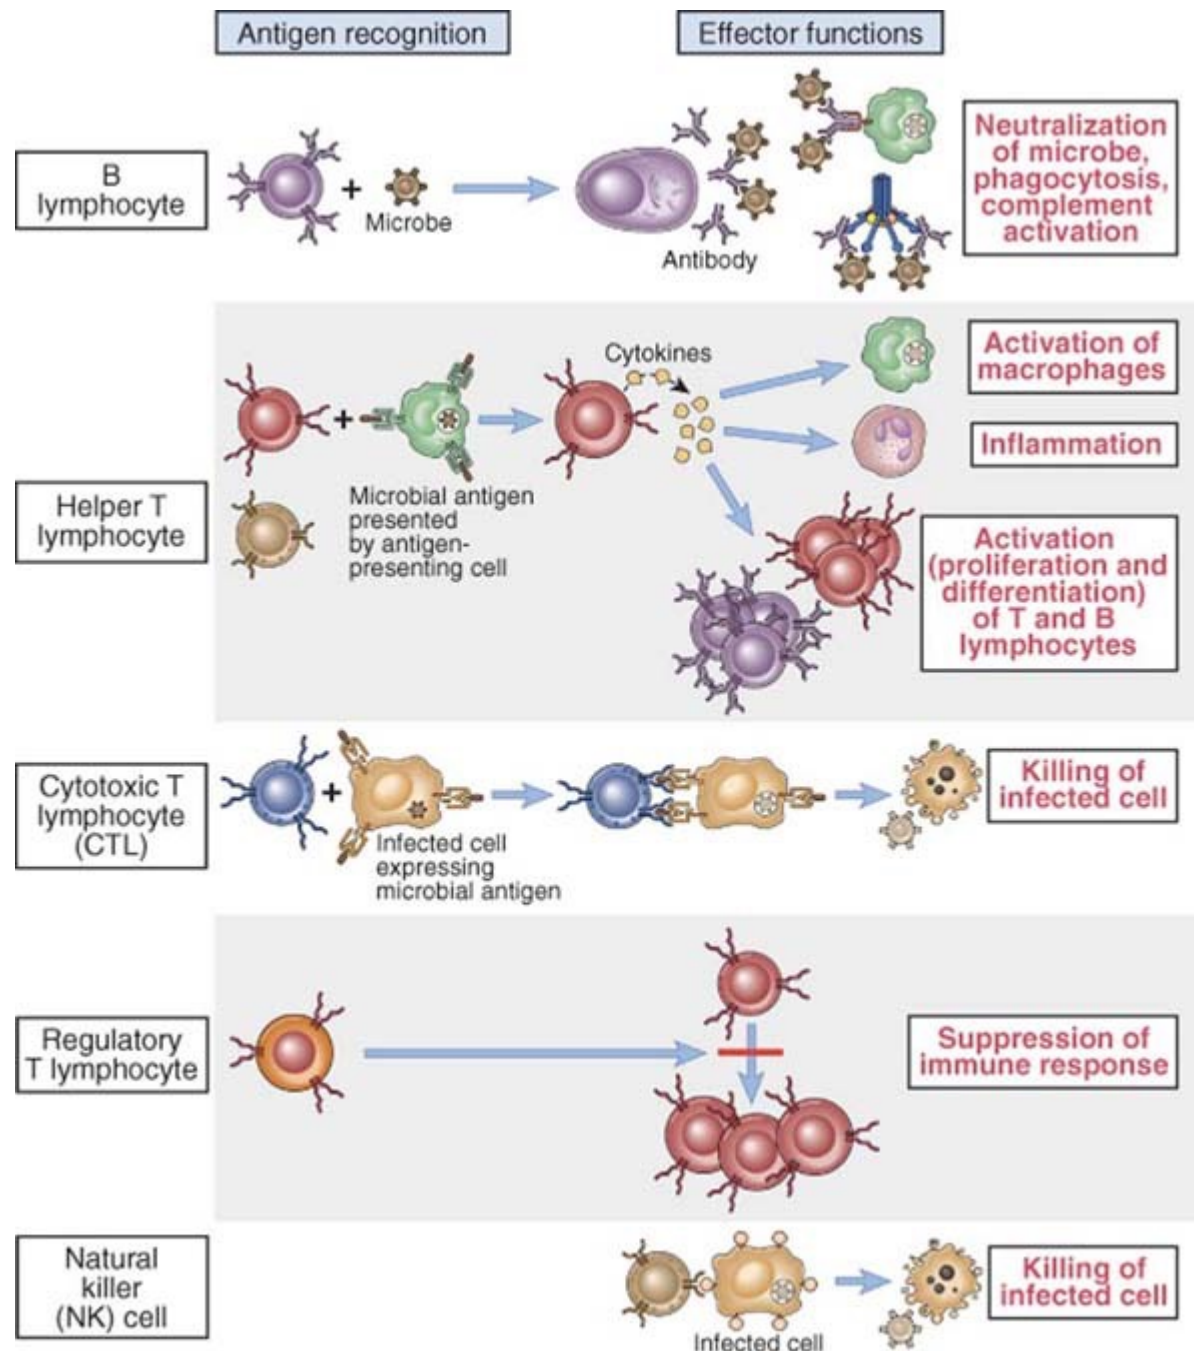 Antigen recognition
Effector functions
B
lymphocyte
Microbe
Antibody
Neutralization
of microbe,
phagocytosis,
complement
activation
Helper T
lymphocyte
Microbial antigen
presented
by antigen-
presenting cell
Cytokines
Activation of
macrophages
Inflammation
Activation
(proliferation and
differentiation)
of T and B
lymphocytes
Cytotoxic T
lymphocyte
(CTL)
Infected cell
expressing
microbial antigen
Killing of
infected cell
Regulatory
T lymphocyte
Suppression of
immune response
Natural
killer
(NK) cell
Infected cell
Killing of
infected cell